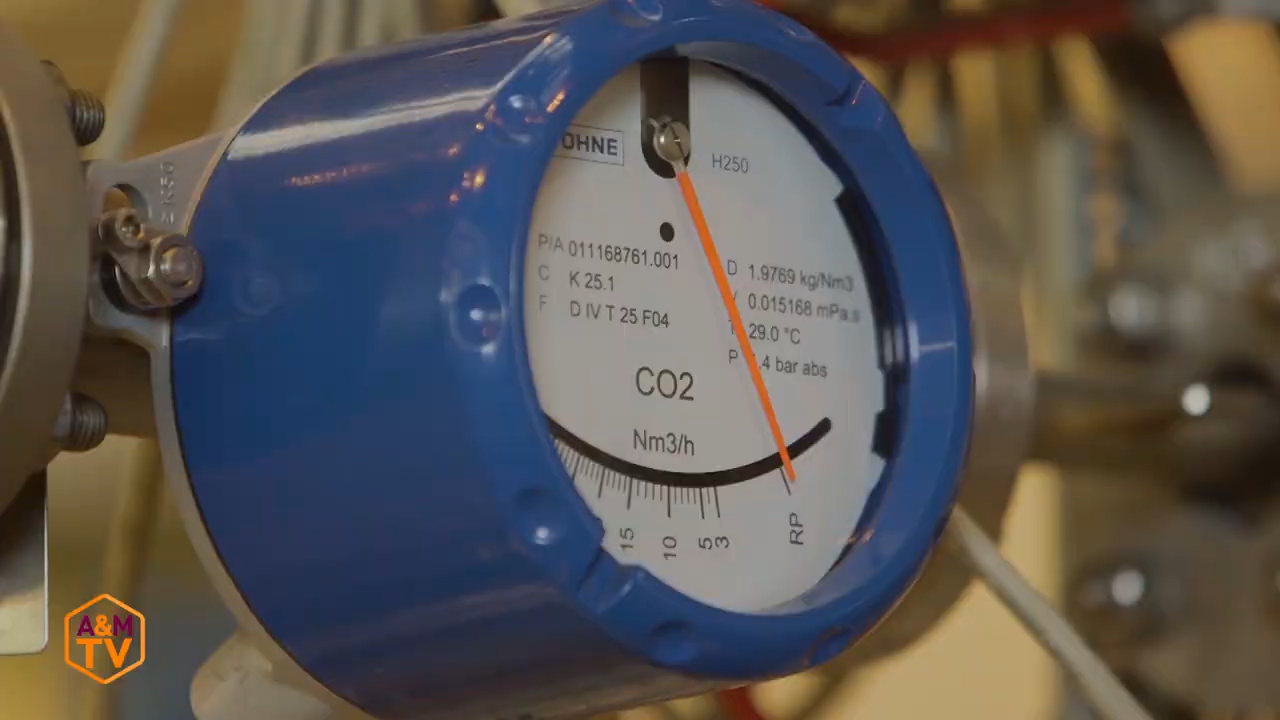 OHNE
H250
P/A 011168761.001
C K 25.1
F D IV T 25 F04
D 1.9769 kg/Nm3
0.015168 mPa.s
29.0 °C
P .4 bar abs
CO2
Nm3/h
15 10 5 3 RP
A&M
TV